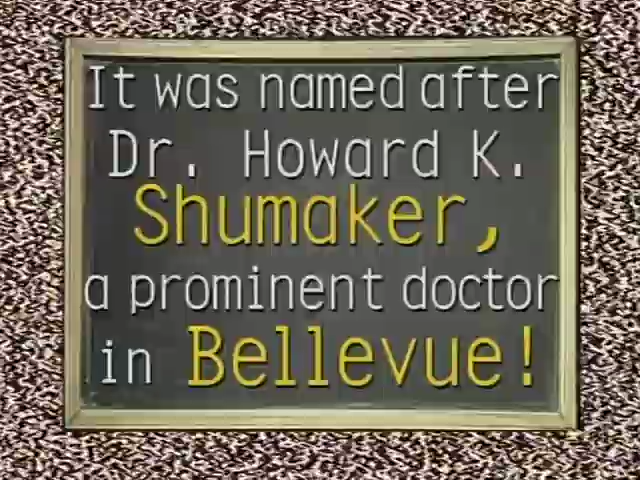 It was named after
Dr. Howard K.
Shumaker,
a prominent doctor
in Bellevue!